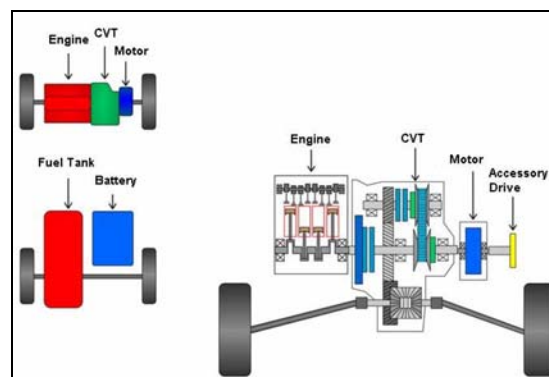 Engine
CVT
Motor
Fuel Tank
Battery
Engine
CVT
Motor
Accessory
Drive